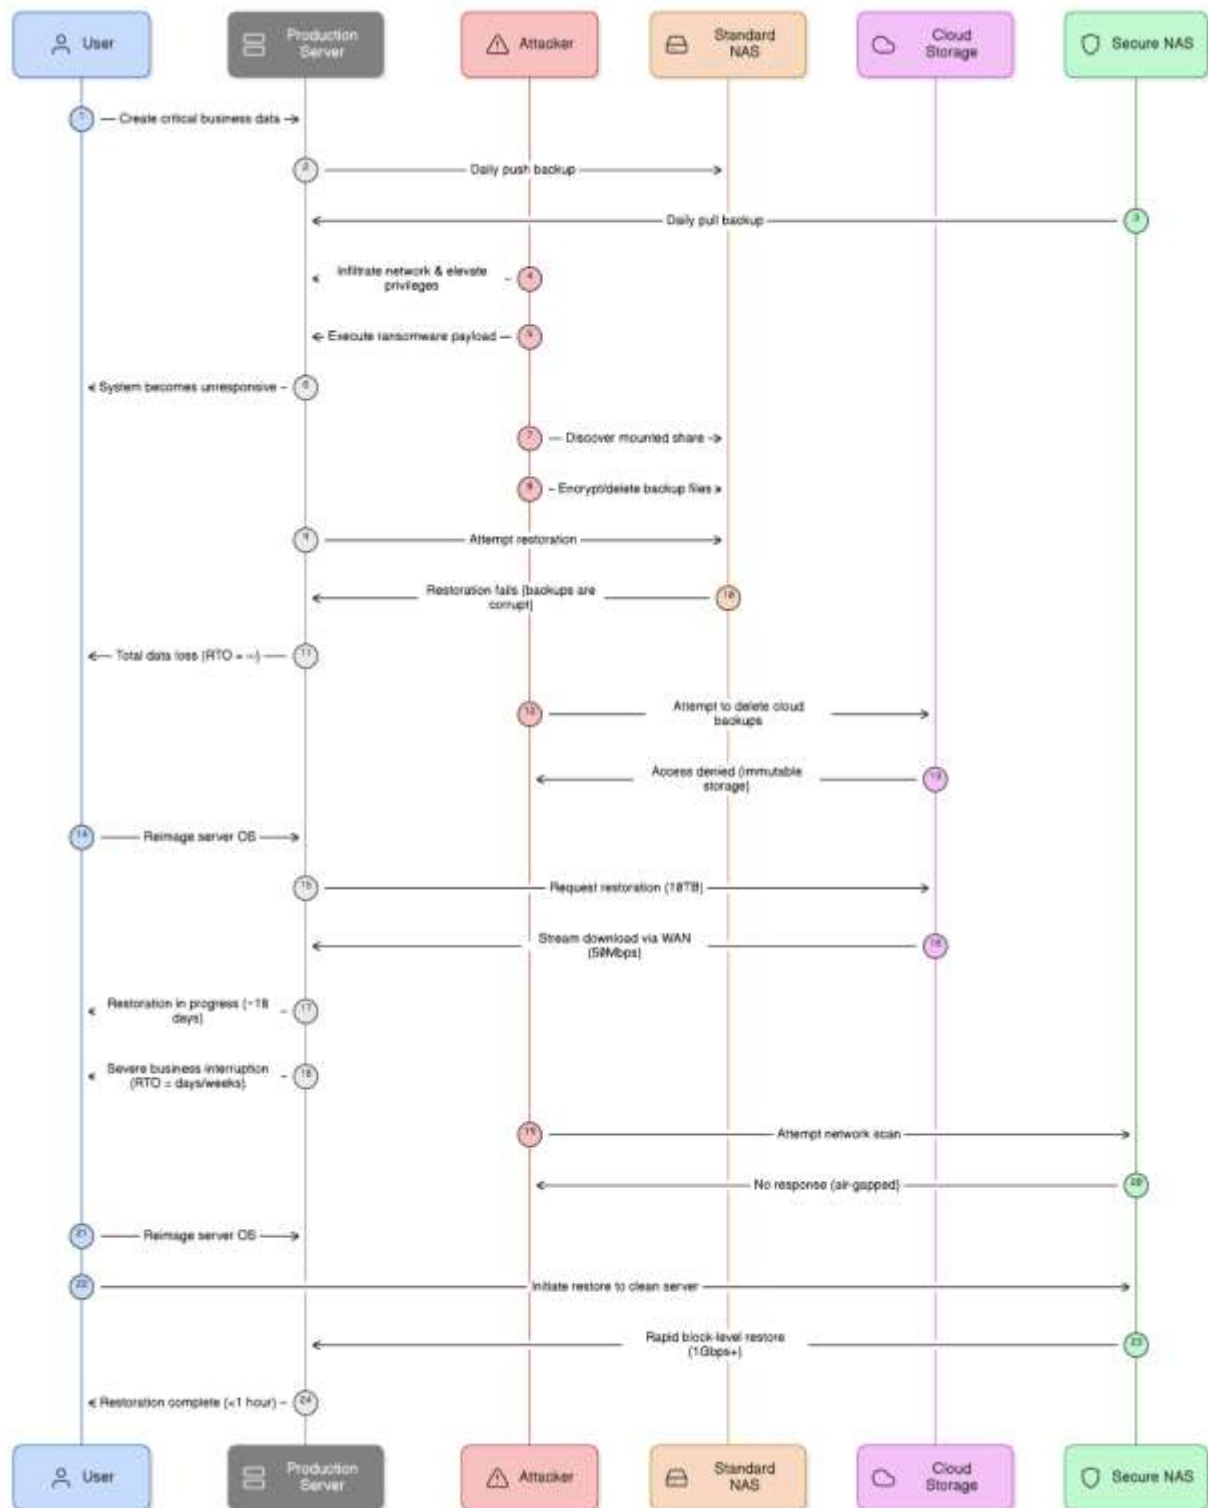 User
Production
Server
Attacker
Standard
NAS
Cloud
Storage
Secure NAS
1
Create critical business data
2
Daily push backup
Daily pull backup
3
Infiltrate network & elevate
privileges
4
Execute ransomware payload
5
System becomes unresponsive
6
7
Discover mounted share
8
Encrypt/delete backup files
9
Attempt restoration
Restoration fails (backups are
corrupt)
10
Total data loss (RTO = ∞)
11
12
Attempt to delete cloud
backups
Access denied (immutable
storage)
13
14
Reimage server OS
15
Request restoration (10TB)
Stream download via WAN
(50Mbps)
16
Restoration in progress (~18
days)
17
Severe business interruption
(RTO = days/weeks)
18
19
Attempt network scan
No response (air-gapped)
20
21
Reimage server OS
22
Initiate restore to clean server
Rapid block-level restore
(1Gbps+)
23
Restoration complete (<1 hour)
24
User
Production
Server
Attacker
Standard
NAS
Cloud
Storage
Secure NAS